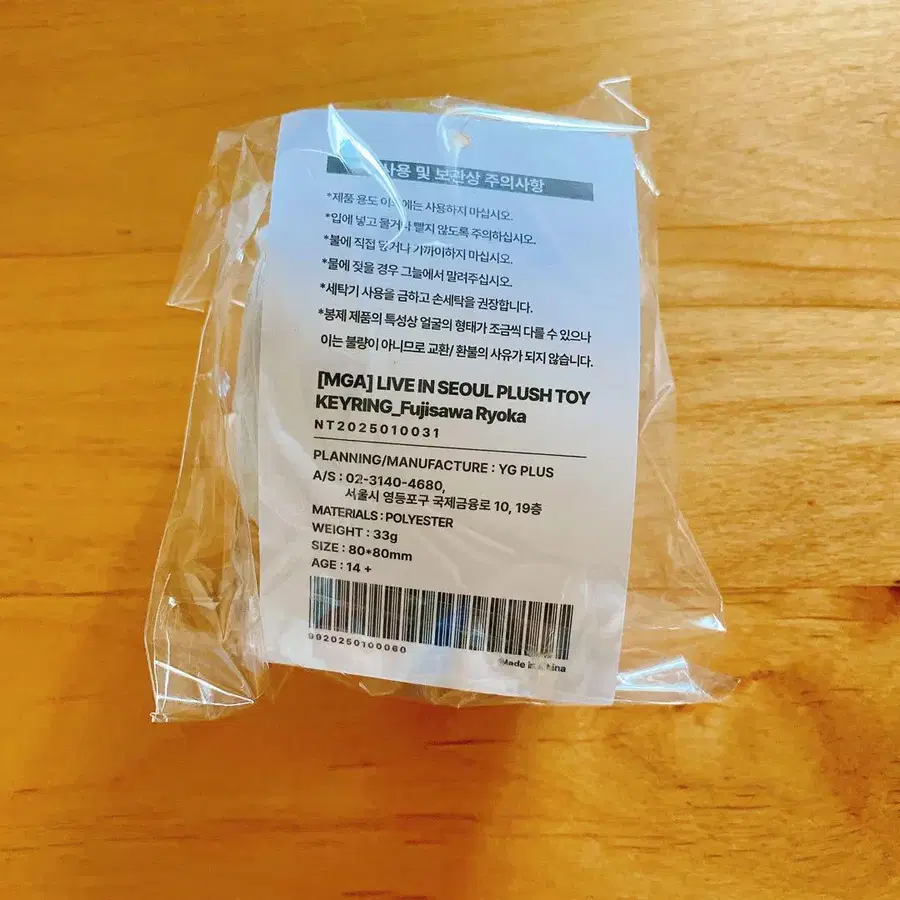 사용 및 보관상 주의사항
*제품 용도 이외에는 사용하지 마십시오.
*입에 넣고 물거나 빨지 않도록 주의하십시오.
*불에 직접 닿거나 가까이하지 마십시오.
*물에 젖을 경우 그늘에서 말려주십시오.
*세탁기 사용을 금하고 손세탁을 권장합니다.
*봉제 제품의 특성상 얼굴의 형태가 조금씩 다를 수 있으나
이는 불량이 아니므로 교환/ 환불의 사유가 되지 않습니다.
[MGA] LIVE IN SEOUL PLUSH TOY
KEYRING_Fujisawa Ryoka
NT2025010031
PLANNING/MANUFACTURE : YG PLUS
A/S : 02-3140-4680,
서울시 영등포구 국제금융로 10, 19층
MATERIALS : POLYESTER
WEIGHT : 33g
SIZE : 80*80mm
AGE : 14 +
9920250100060
Made in China